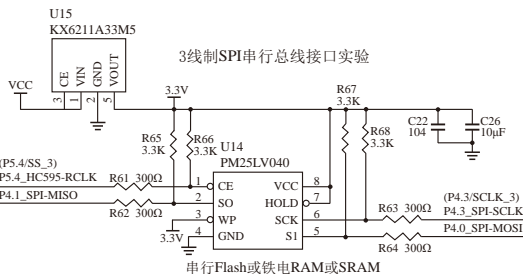 U15
KX6211A33M5
3线制SPI串行总线接口实验
CE
VIN
GND
VOUT
VCC
3
1
2
5
3.3V
R67
3.3K
R65
3.3K
R66
3.3K
U14
PM25LV040
R68
3.3K
C22
104
C26
10μF
(P5.4/SS_3)
P5.4_HC595-RCLK
R61 300Ω
1
CE
VCC
8
P4.1_SPI-MISO
R62 300Ω
2
SO
HOLD
7
3
WP
SCK
6
R63 300Ω
(P4.3/SCLK_3)
P4.3_SPI-SCLK
3.3V
4
GND
S1
5
R64 300Ω
P4.0_SPI-MOSI
串行Flash或铁电RAM或SRAM